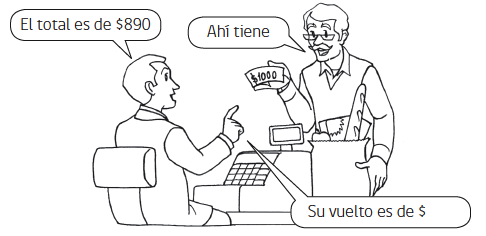 El total es de $890
Ahí tiene
$1000
Su vuelto es de $